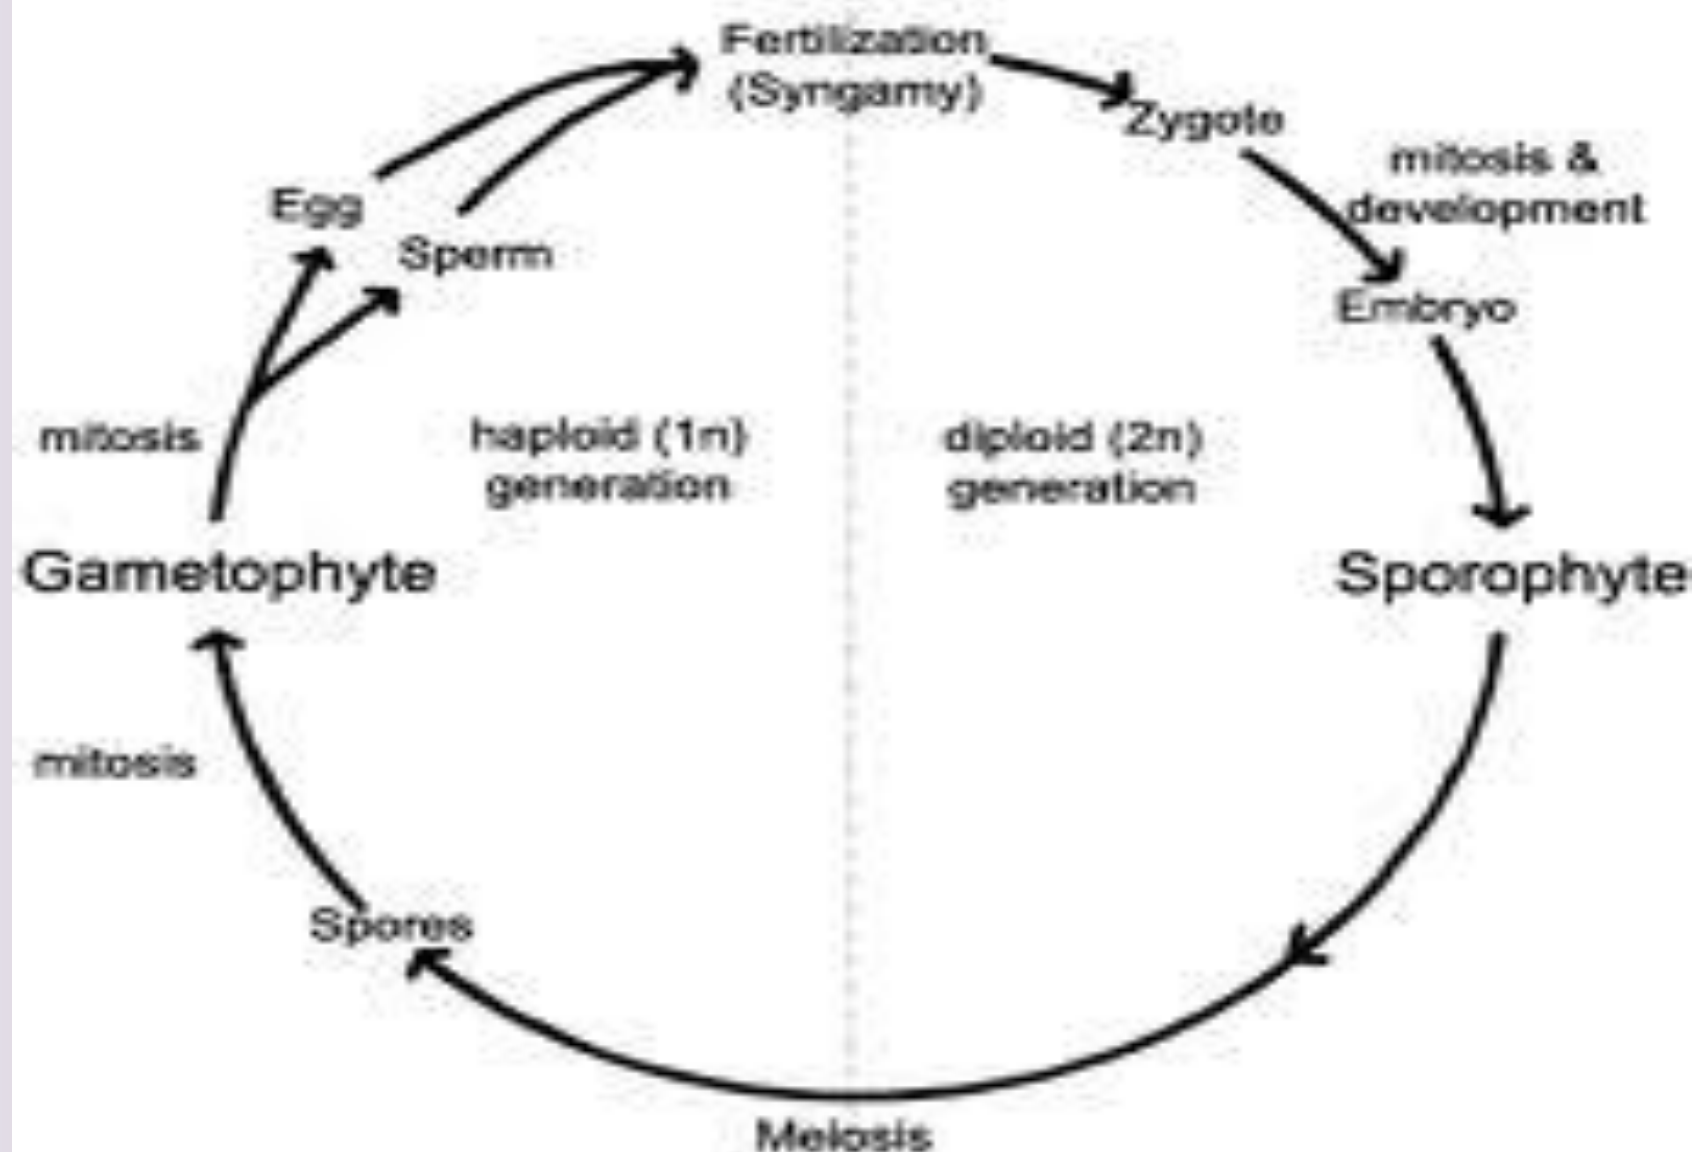 Fertilization
(Syngamy)
Zygote
mitosis &
development
Embryo
Sporophyte
Meiosis
Spores
mitosis
Gametophyte
mitosis
Egg
Sperm
haploid (1n)
generation
diploid (2n)
generation